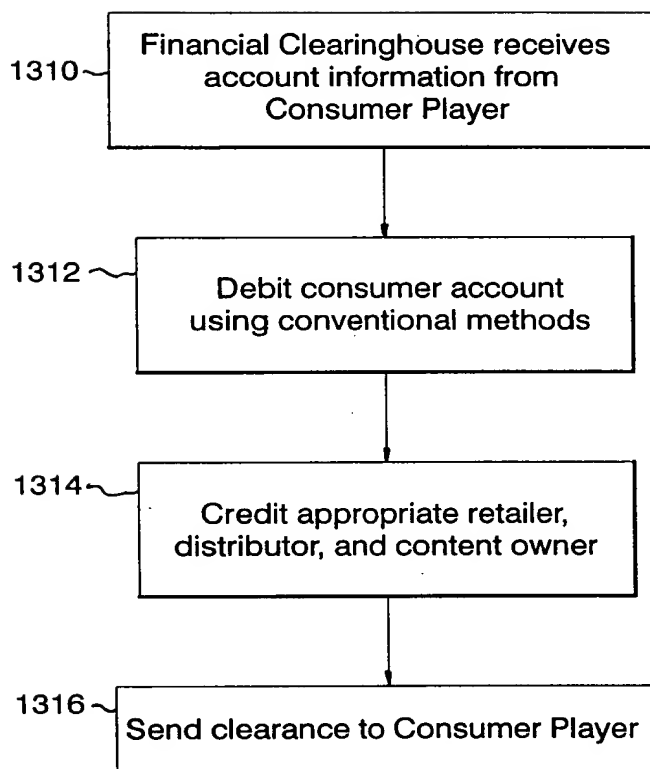 1310
Financial Clearinghouse receives
account information from
Consumer Player
1312
Debit consumer account
using conventional methods
1314
Credit appropriate retailer,
distributor, and content owner
1316
Send clearance to Consumer Player